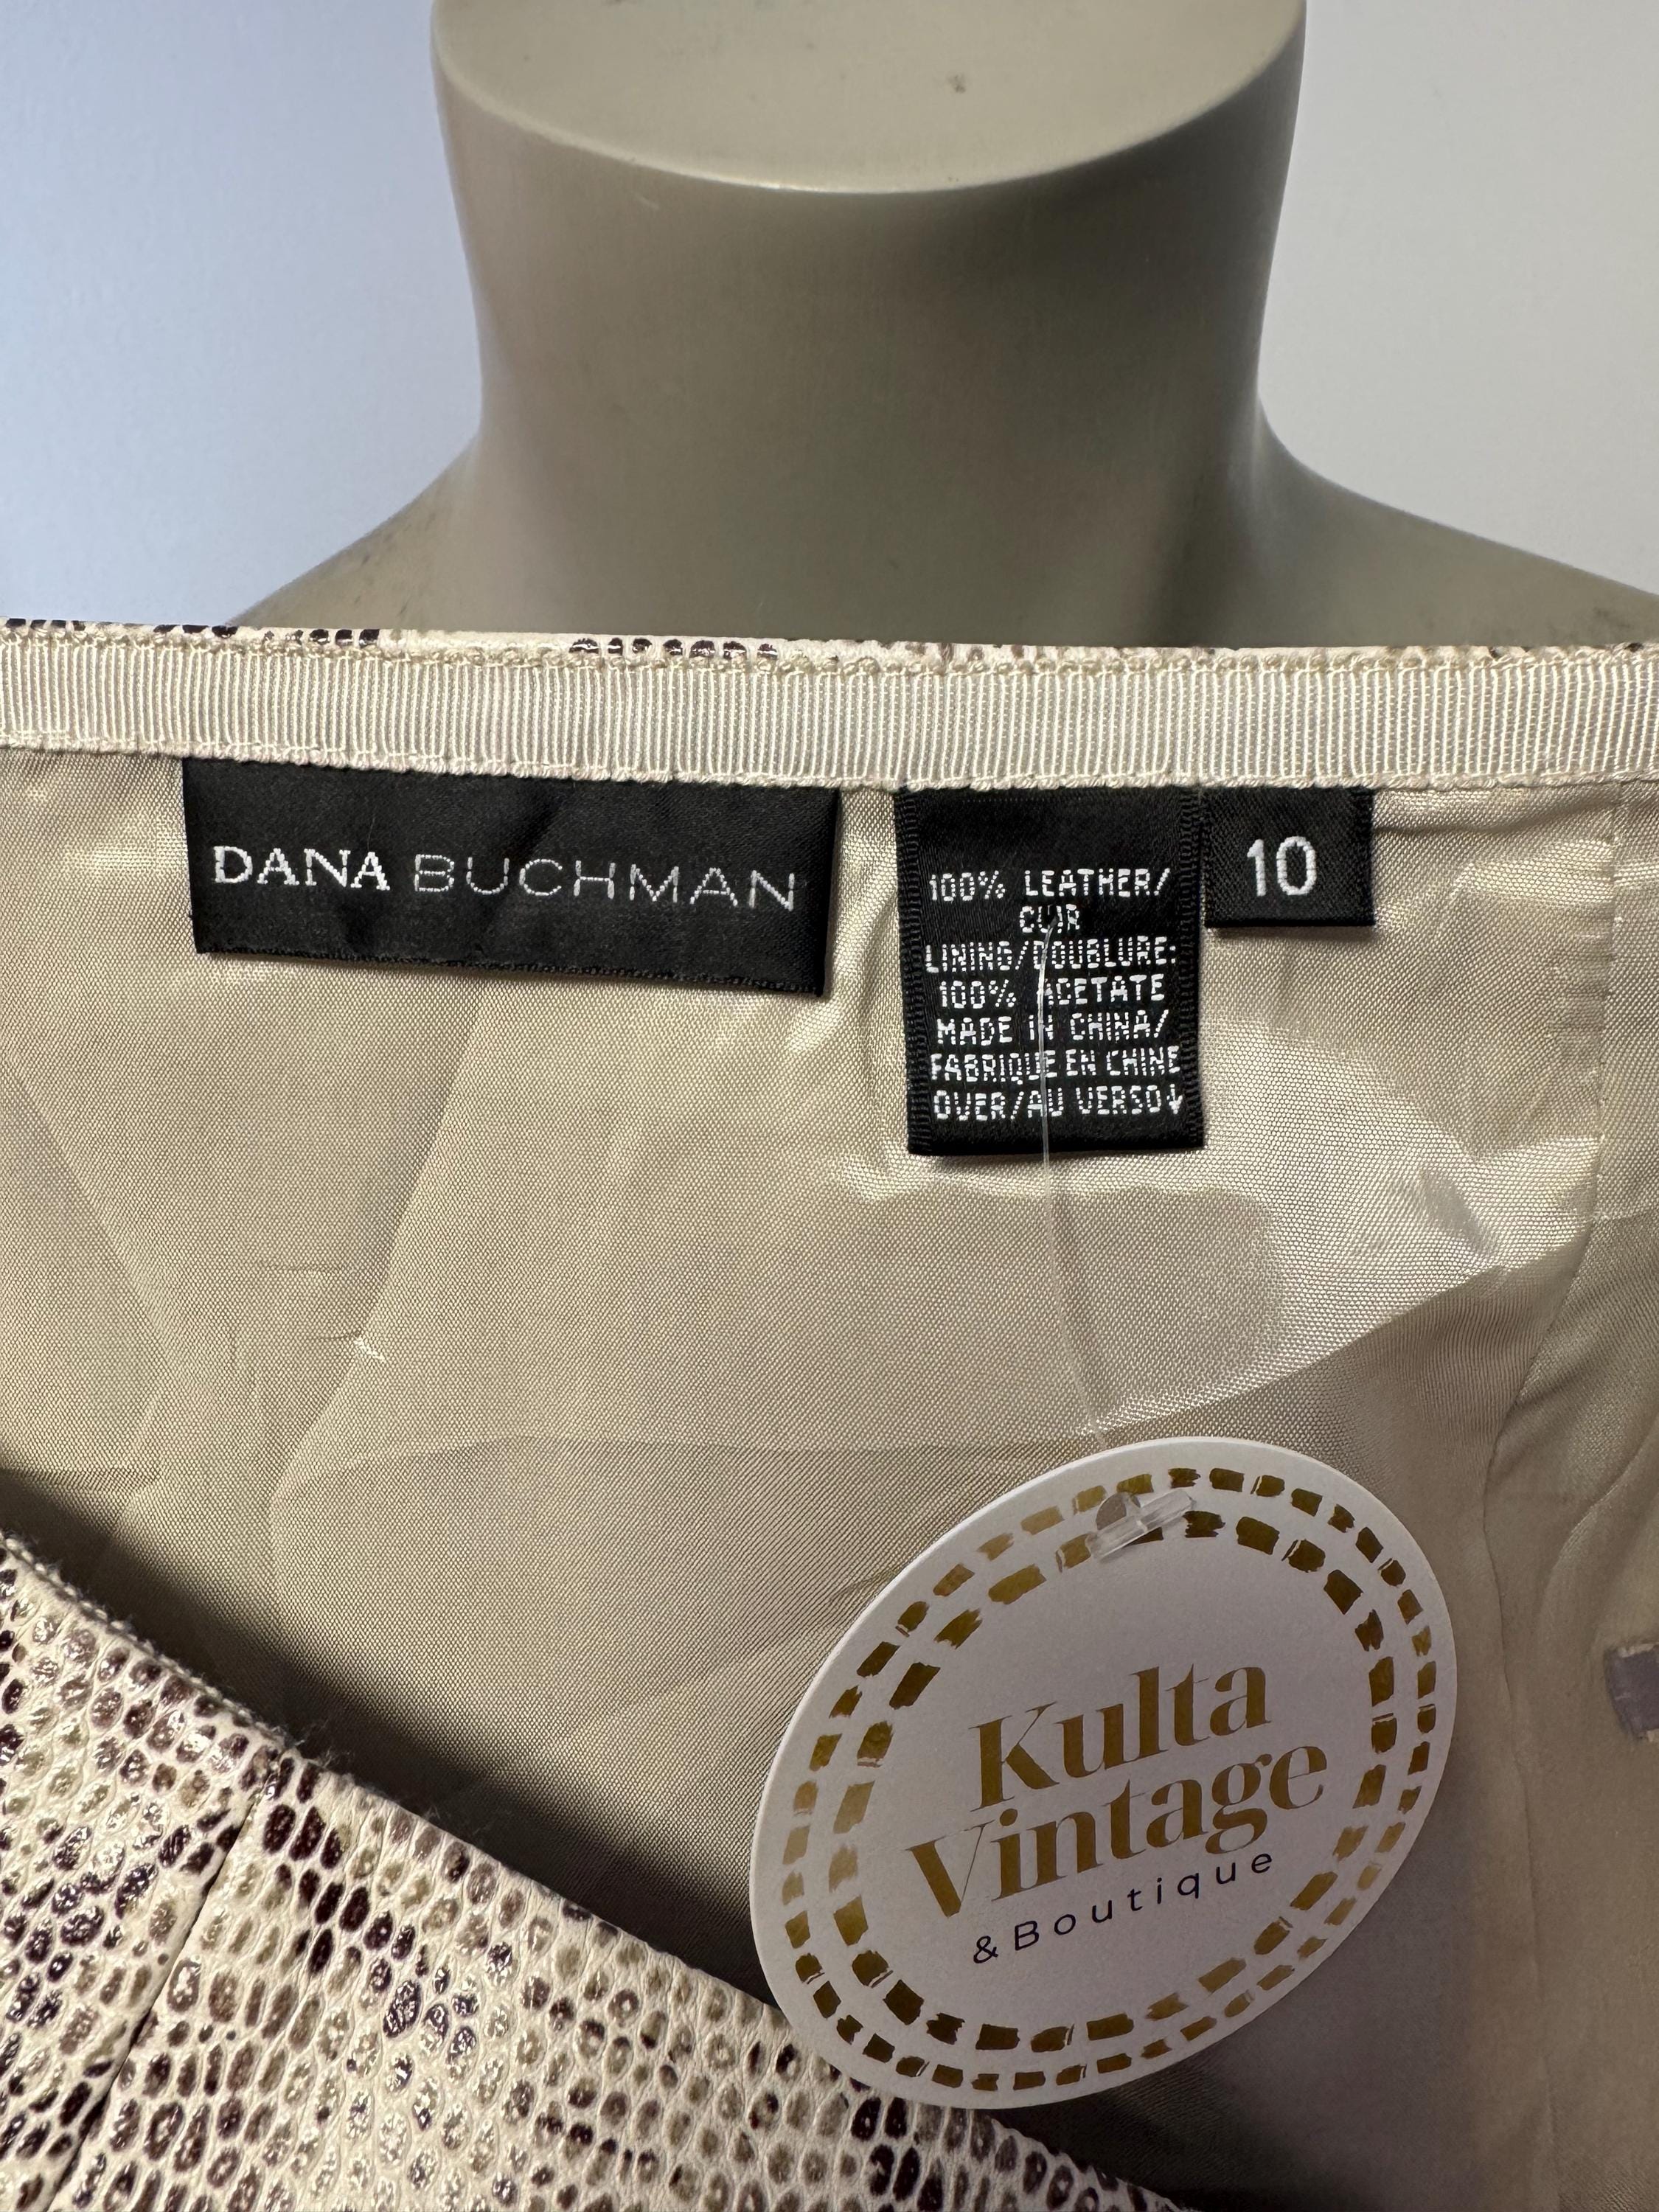 DANA BUCHMAN
100% LEATHER/
CUIR
LINING/DOUBLURE:
100% ACETATE
MADE IN CHINA/
FABRIQUE EN CHINE
OVER/AU VERSO↓
10
Kulta
Vintage
&Boutique